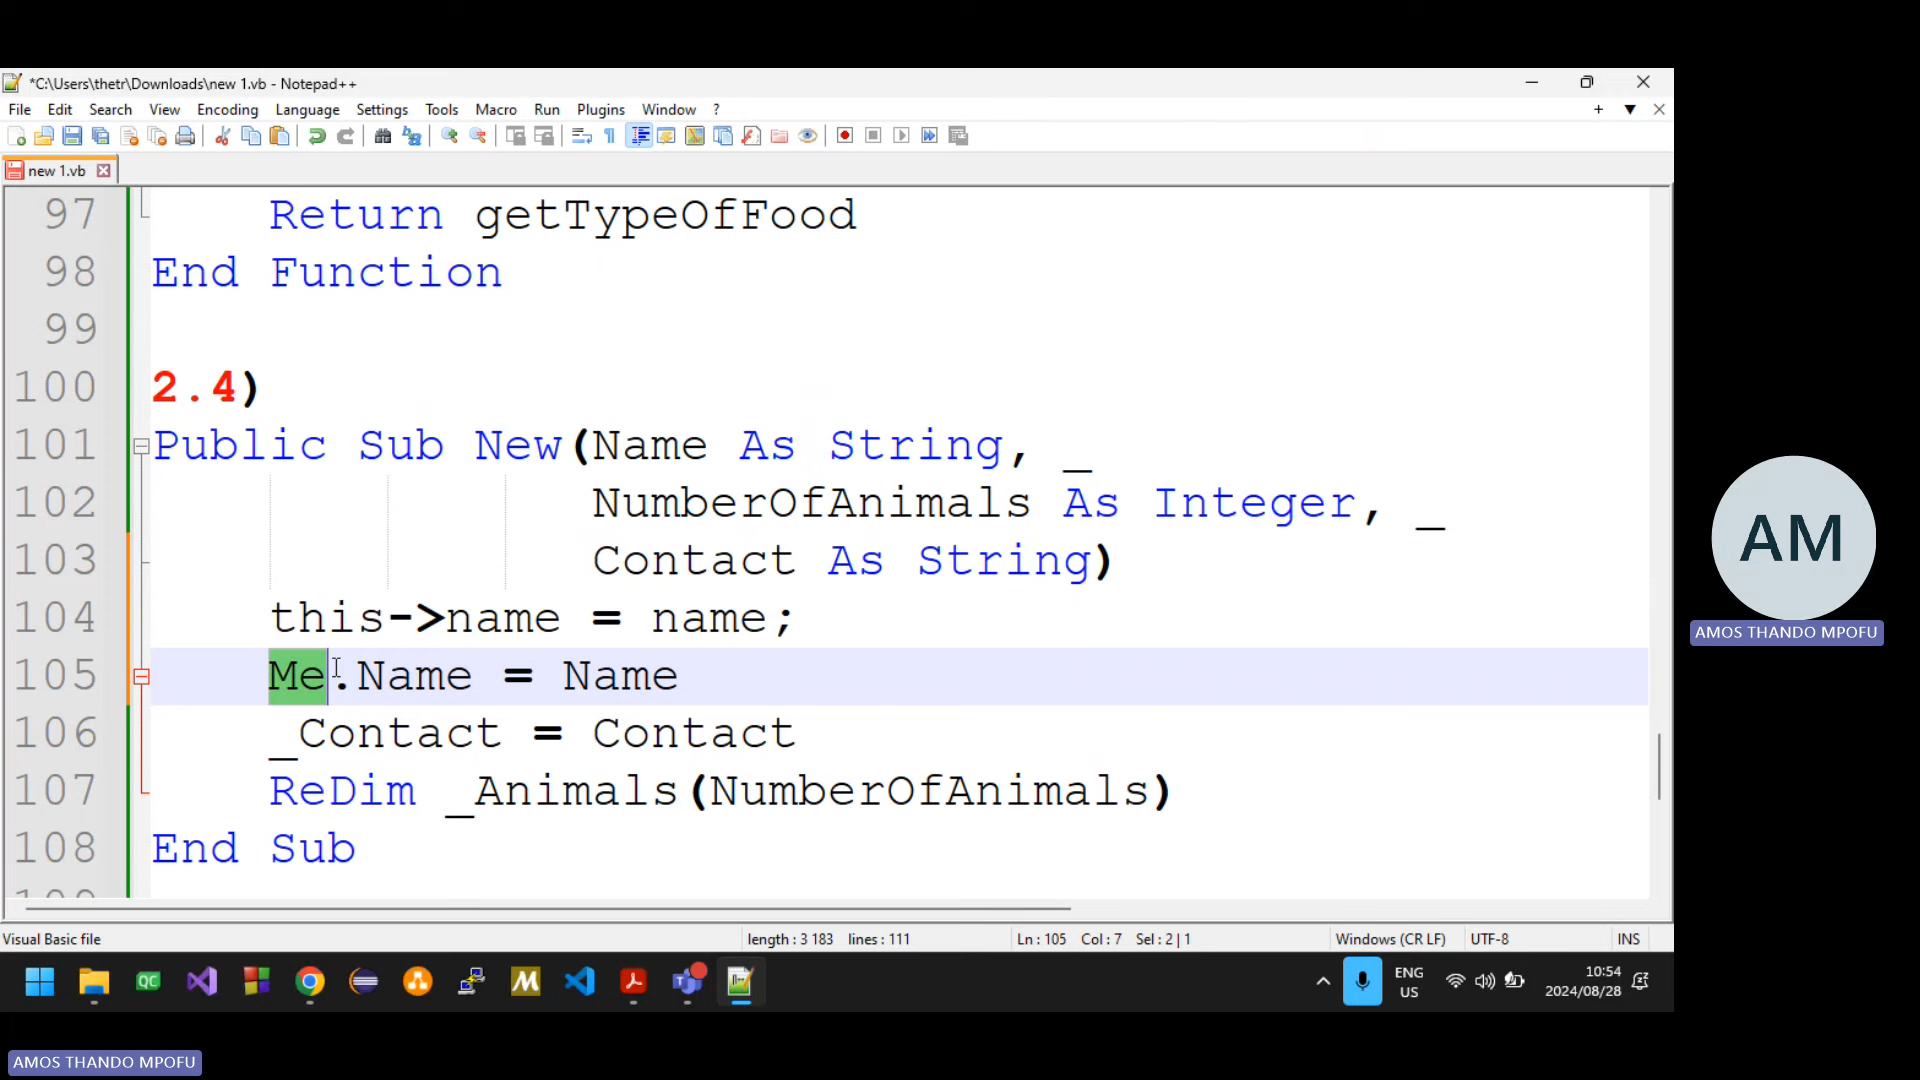 *C:\Users\thetr\Downloads\new 1.vb - Notepad++
File Edit Search View Encoding Language Settings Tools Macro Run Plugins Window ?
new 1.vb
97 Return getTypeOfFood
98 End Function
99
100 2.4)
101 Public Sub New(Name As String, _
102 NumberOfAnimals As Integer, _
103 Contact As String)
104 this->name = name;
105 Me.Name = Name
106 _Contact = Contact
107 ReDim _Animals(NumberOfAnimals)
108 End Sub
AM
AMOS THANDO MPOFU
Visual Basic file length : 3 183 lines : 111 Ln : 105 Col : 7 Sel : 2 | 1 Windows (CR LF) UTF-8 INS
ENG
US
10:54
2024/08/28
AMOS THANDO MPOFU